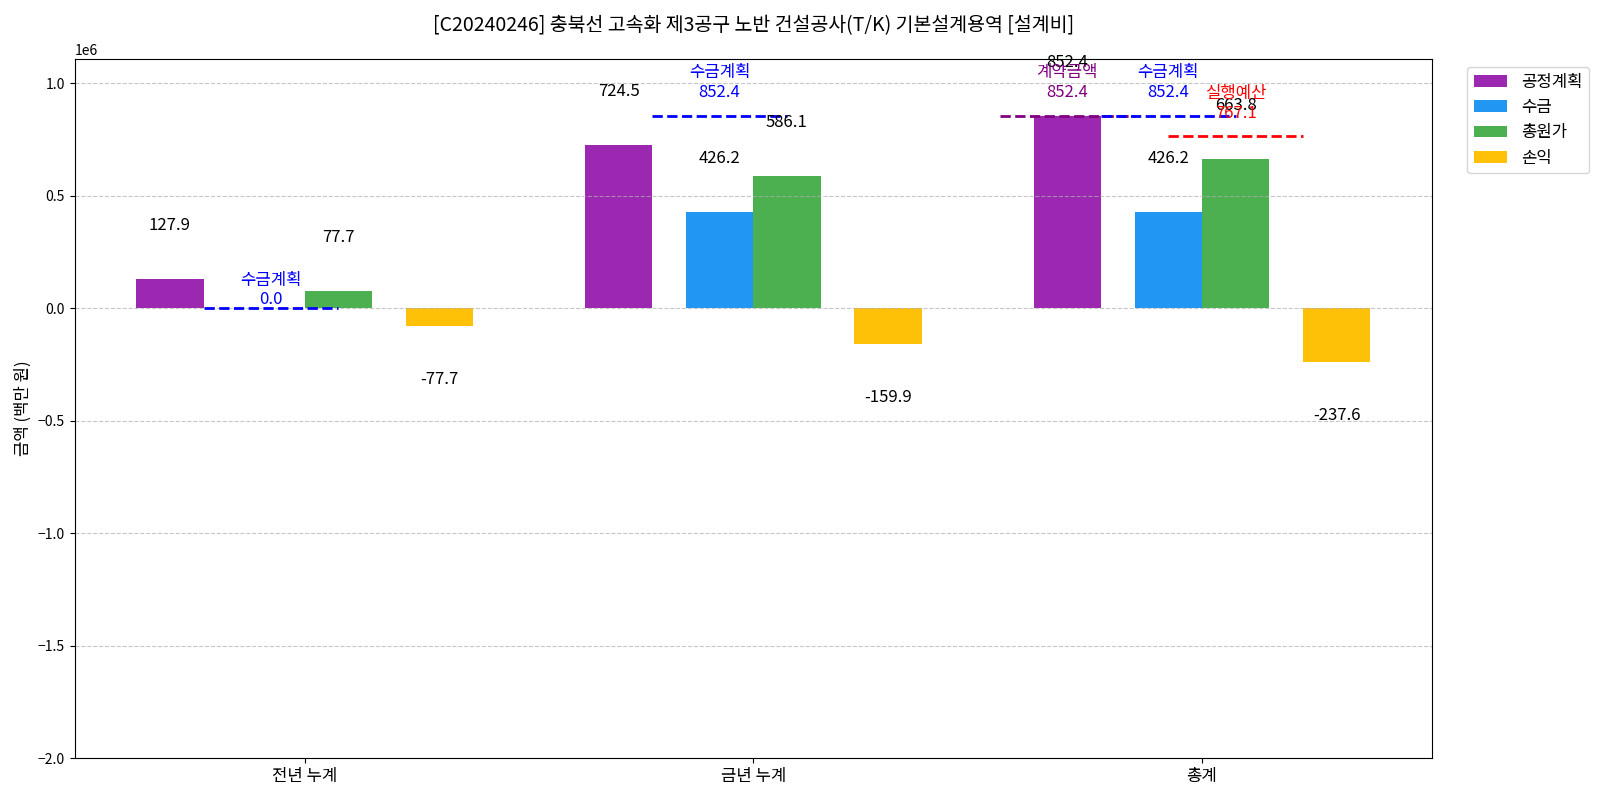 [C20240246] 충북선 고속화 제3공구 노반 건설공사(T/K) 기본설계용역 [설계비]
1e6
1.0
0.5
0.0
−0.5
−1.0
−1.5
−2.0
금액 (백만 원)
127.9
수금계획
0.0
77.7
-77.7
724.5
수금계획
852.4
426.2
586.1
-159.9
852.4
계약금액
852.4
수금계획
852.4
426.2
실행예산
767.1
663.8
-237.6
전년 누계
금년 누계
총계
공정계획
수금
총원가
손익